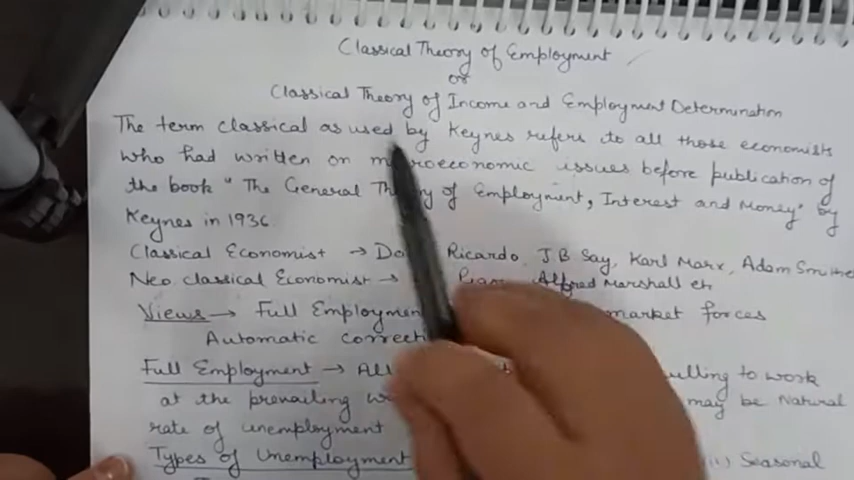 Classical Theory of Employment
or
Classical Theory of Income and Employment Determination
The term classical as used by Keynes refers to all those economists
who had written on macroeconomic issues before publication of
the book "The General Theory of Employment, Interest and Money" by
Keynes in 1936.
Classical Economist → Ricardo, JB Say, Karl Marx, Adam Smith
Neo classical Economist → Alfred Marshall etc
Views → Full Employment market forces
Automatic
Full Employment → All willing to work
at the prevailing may be Natural
rate of unemployment
Types of Unemployment Seasonal